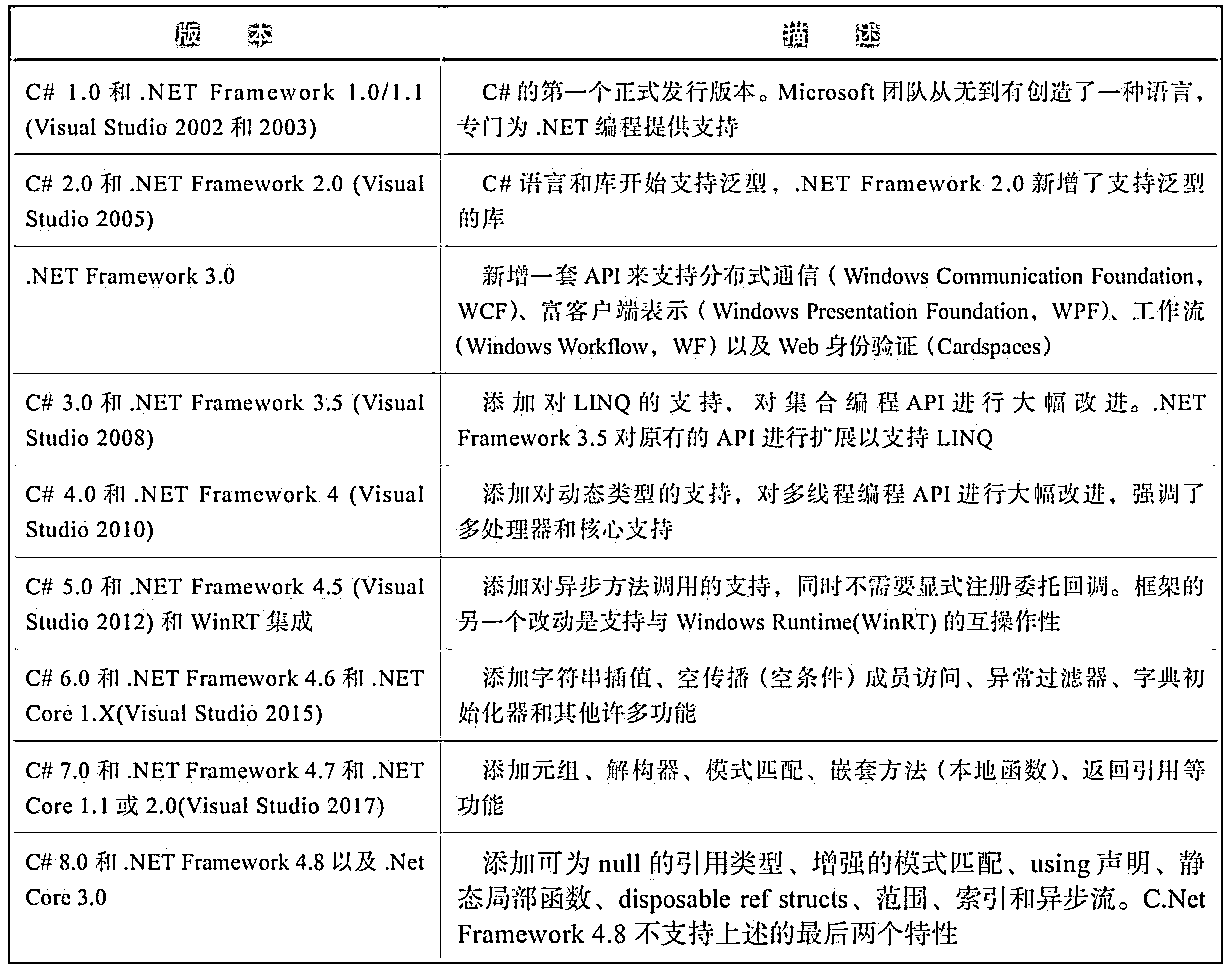 版 本 描 述
C# 1.0 和 .NET Framework 1.0/1.1
(Visual Studio 2002 和 2003)
C# 的第一个正式发行版本。Microsoft 团队从无到有创造了一种语言，
专门为 .NET 编程提供支持
C# 2.0 和 .NET Framework 2.0 (Visual
Studio 2005)
C# 语言和库开始支持泛型，.NET Framework 2.0 新增了支持泛型
的库
.NET Framework 3.0
新增一套 API 来支持分布式通信（Windows Communication Foundation，
WCF）、富客户端表示（Windows Presentation Foundation，WPF）、工作流
（Windows Workflow，WF）以及 Web 身份验证（Cardspaces）
C# 3.0 和 .NET Framework 3.5 (Visual
Studio 2008)
添加对 LINQ 的支持，对集合编程 API 进行大幅改进。.NET
Framework 3.5 对原有的 API 进行扩展以支持 LINQ
C# 4.0 和 .NET Framework 4 (Visual
Studio 2010)
添加对动态类型的支持，对多线程编程 API 进行大幅改进，强调了
多处理器和核心支持
C# 5.0 和 .NET Framework 4.5 (Visual
Studio 2012) 和 WinRT 集成
添加对异步方法调用的支持，同时不需要显式注册委托回调。框架的
另一个改动是支持与 Windows Runtime(WinRT) 的互操作性
C# 6.0 和 .NET Framework 4.6 和 .NET
Core 1.X(Visual Studio 2015)
添加字符串插值、空传播（空条件）成员访问、异常过滤器、字典初
始化器和其他许多功能
C# 7.0 和 .NET Framework 4.7 和 .NET
Core 1.1 或 2.0(Visual Studio 2017)
添加元组、解构器、模式匹配、嵌套方法（本地函数）、返回引用等
功能
C# 8.0 和 .NET Framework 4.8 以及 .Net
Core 3.0
添加可为 null 的引用类型、增强的模式匹配、using 声明、静
态局部函数、disposable ref structs、范围、索引和异步流。C.Net
Framework 4.8 不支持上述的最后两个特性